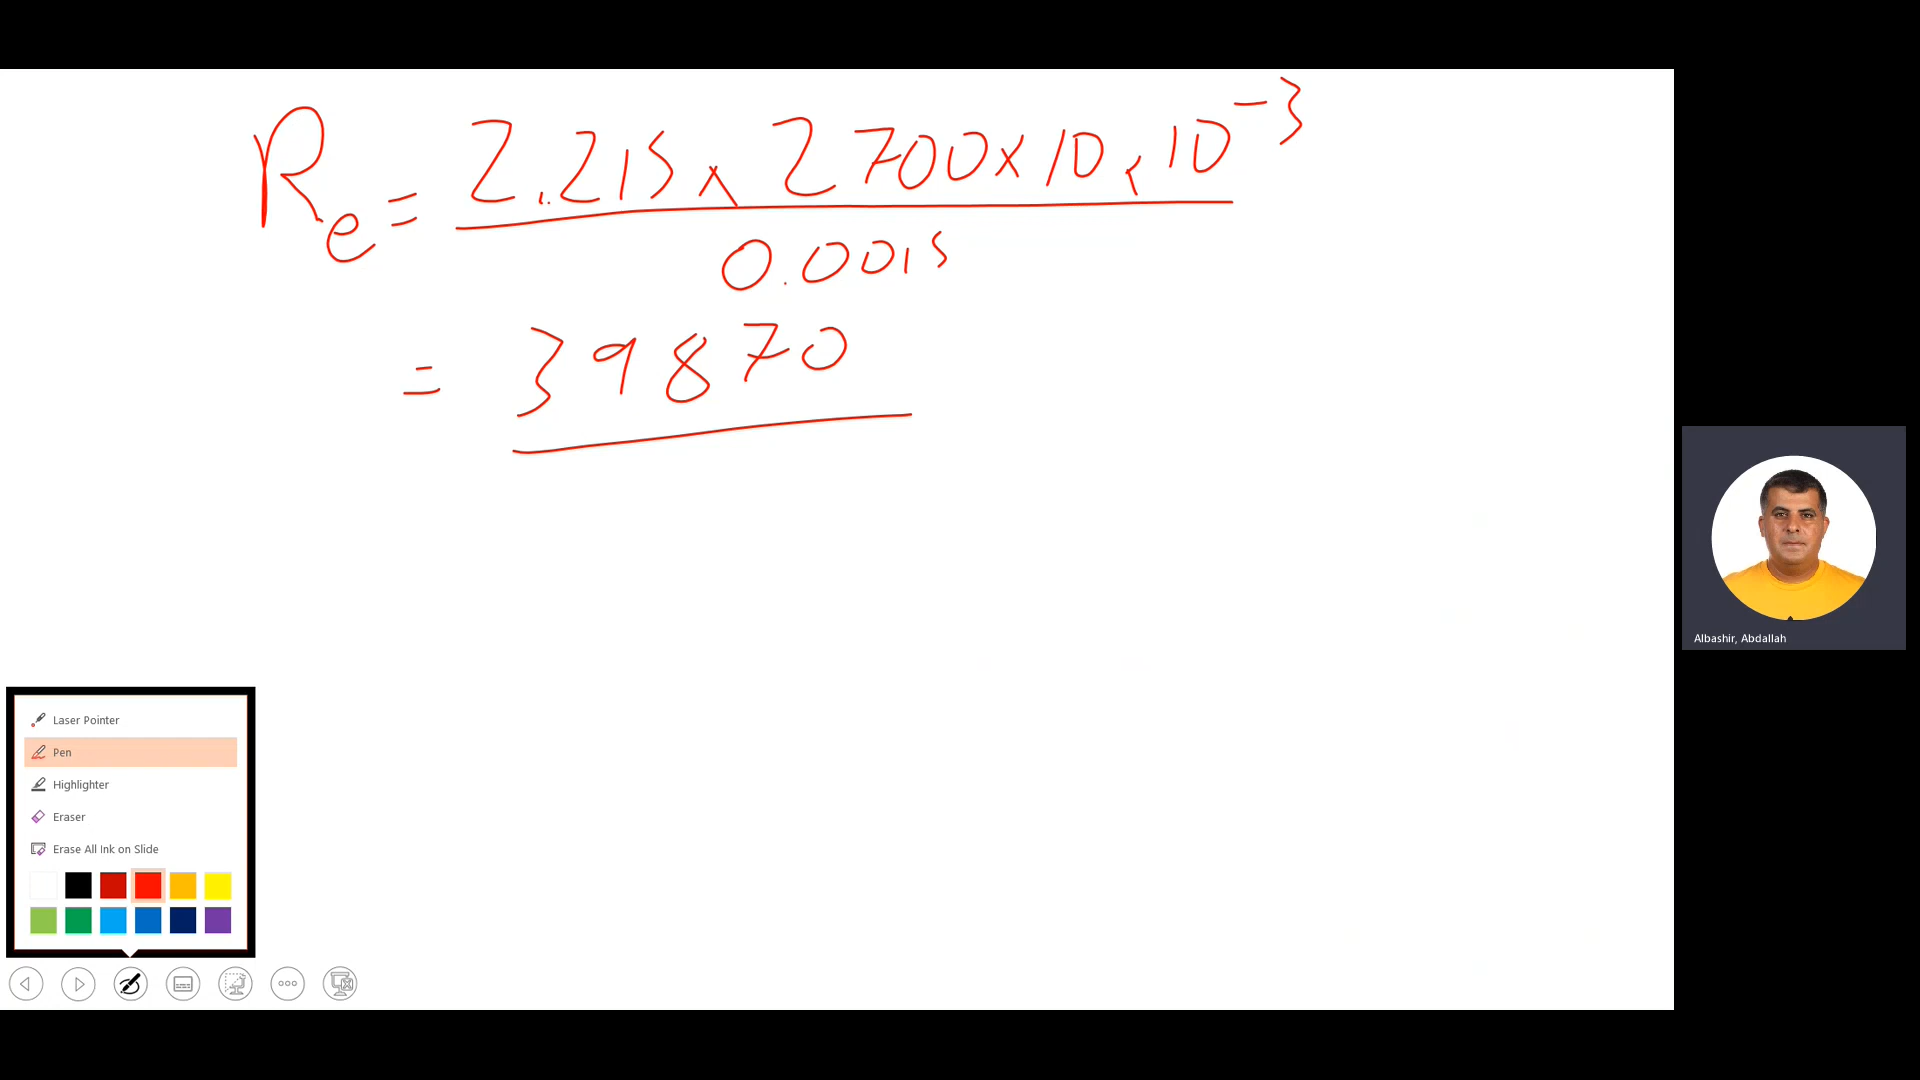 Re = 2.215 x 2700 x 10 x 10^-3
0.0015
= 39870
Albashir, Abdallah
Laser Pointer
Pen
Highlighter
Eraser
Erase All Ink on Slide